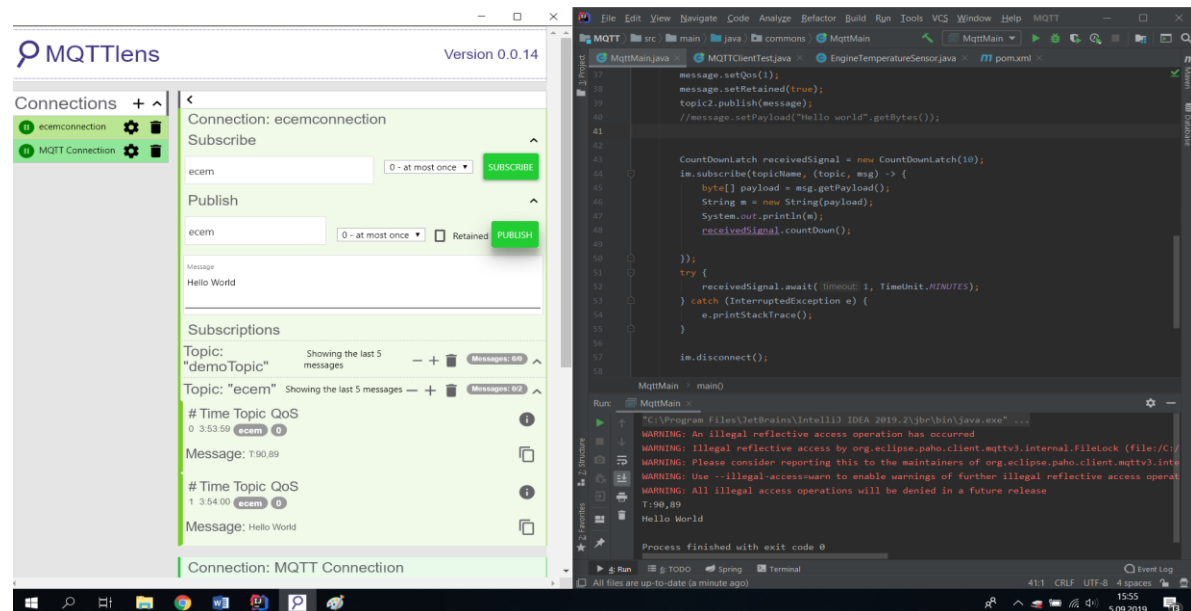 MQTTlens
Version 0.0.14
Connections + ^
ecemconnection
MQTT Connection
<
Connection: ecemconnection
Subscribe
ecem
0 - at most once
SUBSCRIBE
Publish
ecem
0 - at most once
Retained
PUBLISH
Message
Hello World
Subscriptions
Topic: "demoTopic"
Showing the last 5 messages
Messages: 0/0
Topic: "ecem"
Showing the last 5 messages
Messages: 0/2
# Time Topic QoS
0 3:53:59 ecem 0
Message: T:90,89
# Time Topic QoS
1 3:54:00 ecem 0
Message: Hello World
Connection: MQTT Connection
File Edit View Navigate Code Analyze Refactor Build Run Tools VCS Window Help MQTT
MQTT src main java commons MqttMain
MqttMain
MqttMain.java MQTTClientTest.java EngineTemperatureSensor.java pom.xml
1: Project
Maven
Database
37 message.setQos(1);
38 message.setRetained(true);
39 topic2.publish(message);
40 //message.setPayload("Hello world".getBytes());
41
42
43 CountDownLatch receivedSignal = new CountDownLatch(10);
44 im.subscribe(topicName, (topic, msg) -> {
45 byte[] payload = msg.getPayload();
46 String m = new String(payload);
47 System.out.println(m);
48 receivedSignal.countDown();
49
50 });
51 try {
52 receivedSignal.await( timeout: 1, TimeUnit.MINUTES);
53 } catch (InterruptedException e) {
54 e.printStackTrace();
55 }
56
57 im.disconnect();
58
MqttMain > main()
Run: MqttMain
"C:\Program Files\JetBrains\IntelliJ IDEA 2019.2\jbr\bin\java.exe" ...
WARNING: An illegal reflective access operation has occurred
WARNING: Illegal reflective access by org.eclipse.paho.client.mqttv3.internal.FileLock (file:/C:/
WARNING: Please consider reporting this to the maintainers of org.eclipse.paho.client.mqttv3.inte
WARNING: Use --illegal-access=warn to enable warnings of further illegal reflective access operat
WARNING: All illegal access operations will be denied in a future release
T:90,89
Hello World
Process finished with exit code 0
Z: Structure
2: Favorites
4: Run 6: TODO Spring Terminal
Event Log
All files are up-to-date (a minute ago)
41:1 CRLF UTF-8 4 spaces
15:55
5.09.2019
13